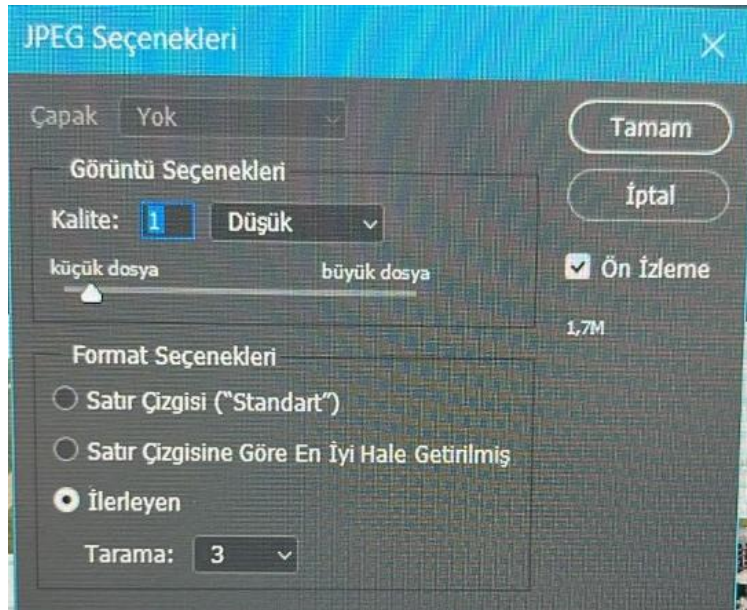 JPEG Seçenekleri
Çapak Yok
Tamam
Görüntü Seçenekleri
İptal
Kalite: 1 Düşük
küçük dosya büyük dosya
Ön İzleme
1,7M
Format Seçenekleri
Satır Çizgisi ("Standart")
Satır Çizgisine Göre En İyi Hale Getirilmiş
İlerleyen
Tarama: 3